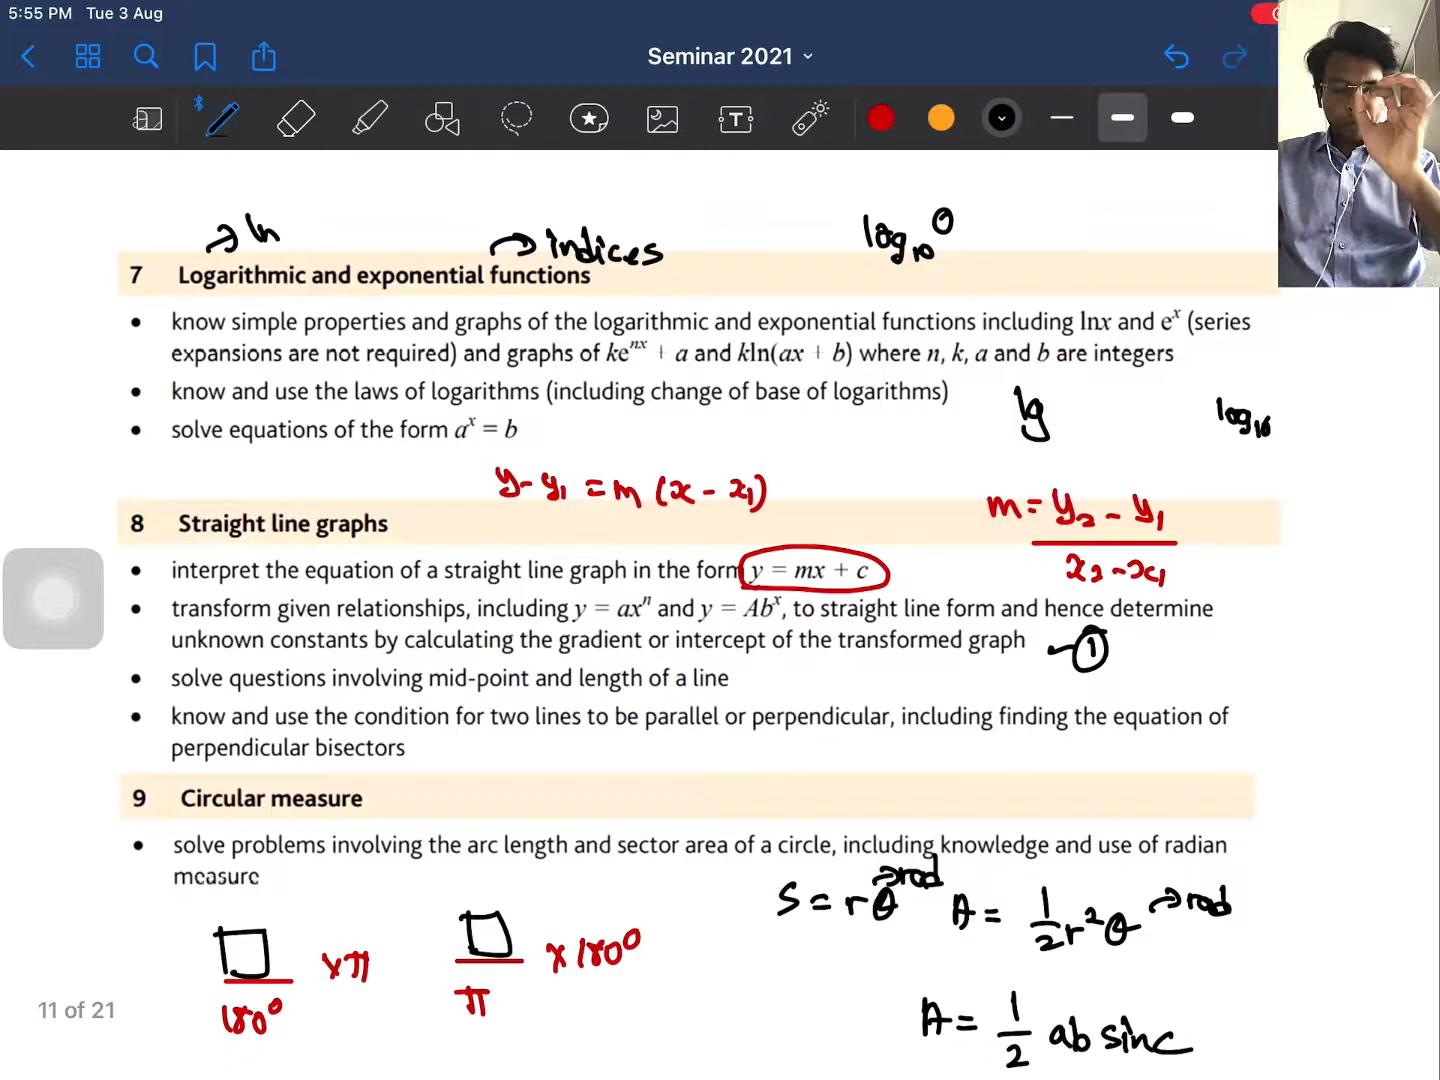 5:55 PM Tue 3 Aug
Seminar 2021
T
→ ln
→ indices
log₁₀0
7 Logarithmic and exponential functions
• know simple properties and graphs of the logarithmic and exponential functions including lnx and eˣ (series
expansions are not required) and graphs of keⁿˣ + a and kln(ax + b) where n, k, a and b are integers
• know and use the laws of logarithms (including change of base of logarithms)
lg
log₁₀
• solve equations of the form aˣ = b
y - y₁ = m (x - x₁)
m = y₂ - y₁
x₂ - x₁
8 Straight line graphs
• interpret the equation of a straight line graph in the form y = mx + c
• transform given relationships, including y = axⁿ and y = Abˣ, to straight line form and hence determine
unknown constants by calculating the gradient or intercept of the transformed graph
1
• solve questions involving mid-point and length of a line
• know and use the condition for two lines to be parallel or perpendicular, including finding the equation of
perpendicular bisectors
9 Circular measure
• solve problems involving the arc length and sector area of a circle, including knowledge and use of radian
measure
S = rθ → rad
A = 1/2 r²θ → rad
□/180° × π
□/π × 180°
A = 1/2 ab sinc
11 of 21